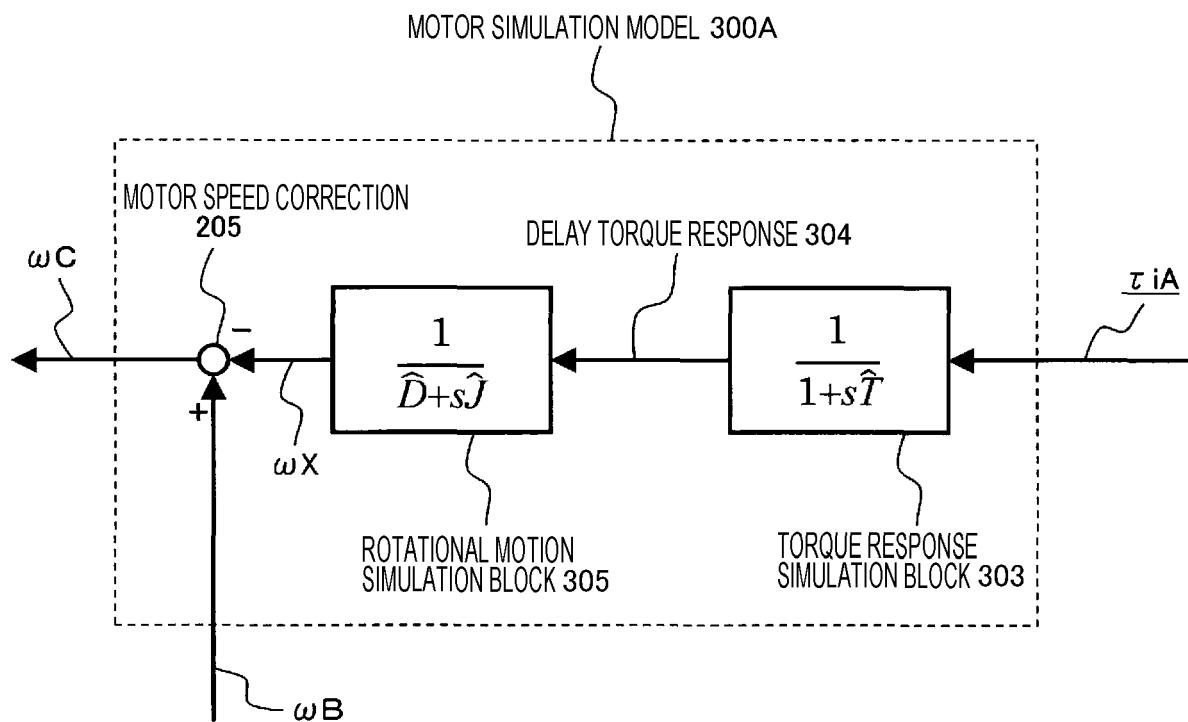 MOTOR SIMULATION MODEL 300A
MOTOR SPEED CORRECTION
205
DELAY TORQUE RESPONSE 304
ωC
τiA
−
+
1
D̂+sĴ
1
1+sT̂
ωX
ROTATIONAL MOTION
SIMULATION BLOCK 305
TORQUE RESPONSE
SIMULATION BLOCK 303
ωB